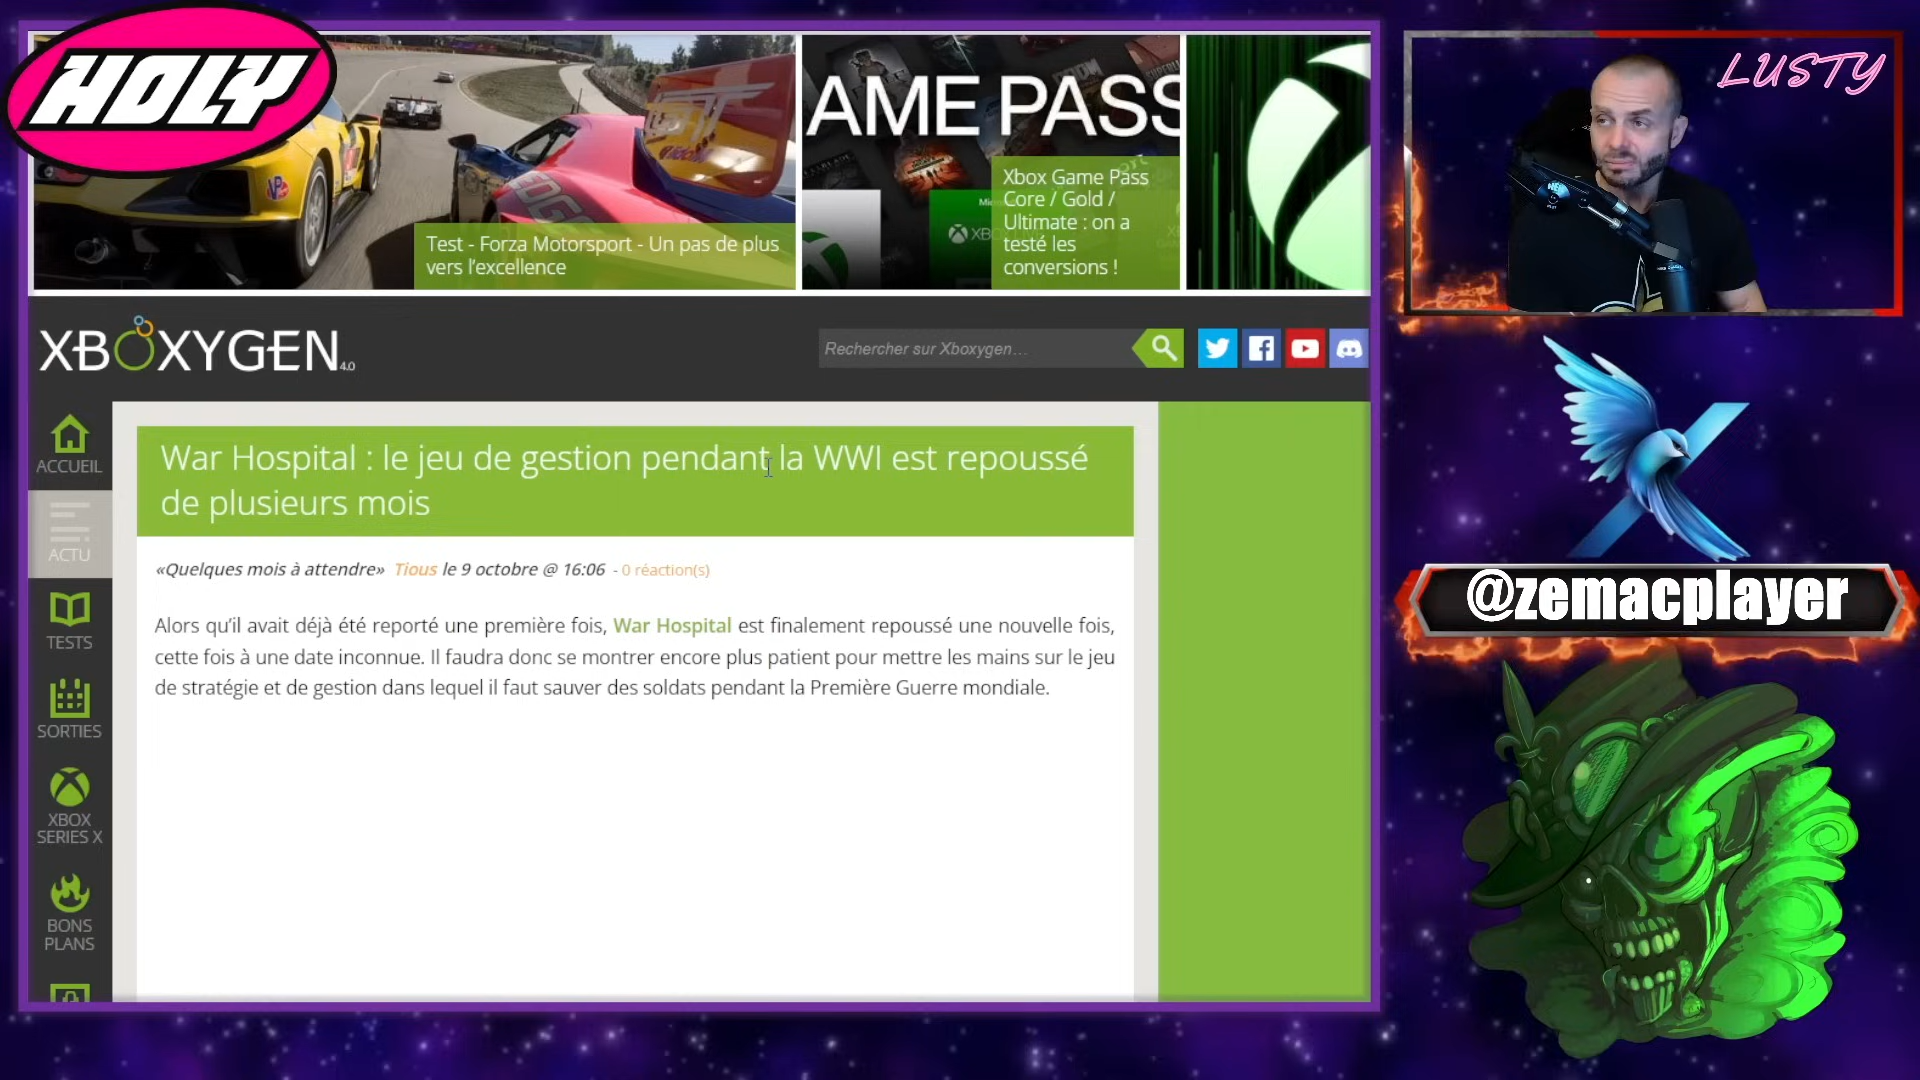 HOLY
AME PASS
Test - Forza Motorsport - Un pas de plus
vers l'excellence
Xbox Game Pass
Core / Gold /
Ultimate : on a
testé les
conversions !
LUSTY
XBOXYGEN 4.0
Rechercher sur Xboxygen...
ACCUEIL
ACTU
TESTS
SORTIES
XBOX
SERIES X
BONS
PLANS
War Hospital : le jeu de gestion pendant la WWI est repoussé
de plusieurs mois
«Quelques mois à attendre» Tious le 9 octobre @ 16:06 - 0 réaction(s)
Alors qu'il avait déjà été reporté une première fois, War Hospital est finalement repoussé une nouvelle fois,
cette fois à une date inconnue. Il faudra donc se montrer encore plus patient pour mettre les mains sur le jeu
de stratégie et de gestion dans lequel il faut sauver des soldats pendant la Première Guerre mondiale.
@zemacplayer